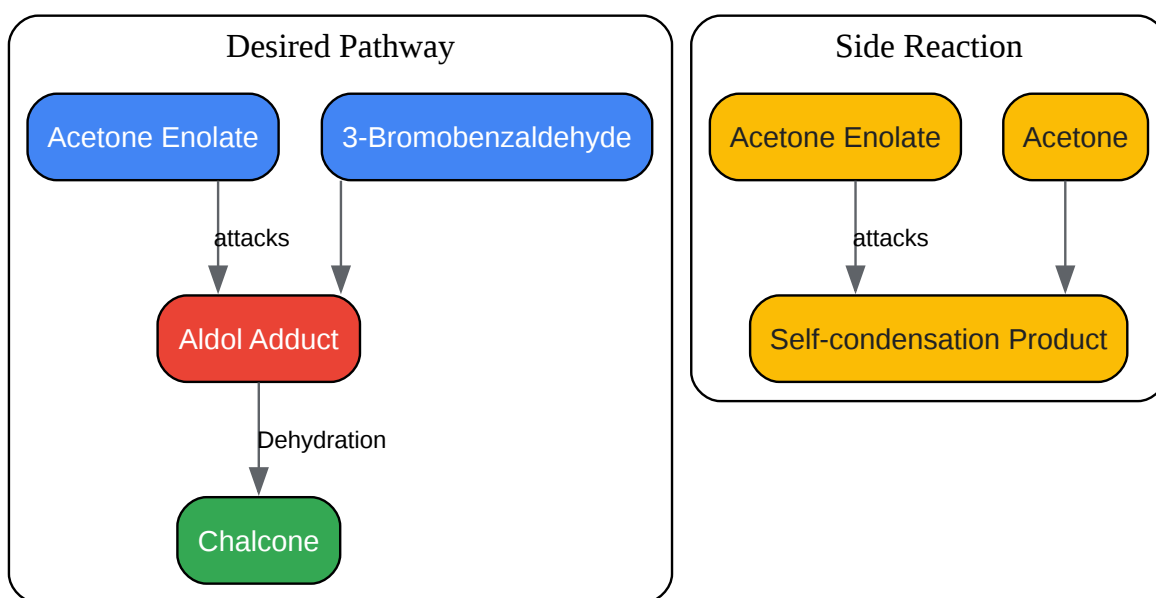 Desired Pathway
Acetone Enolate
3-Bromobenzaldehyde
attacks
Aldol Adduct
Dehydration
Chalcone
Side Reaction
Acetone Enolate
Acetone
attacks
Self-condensation Product